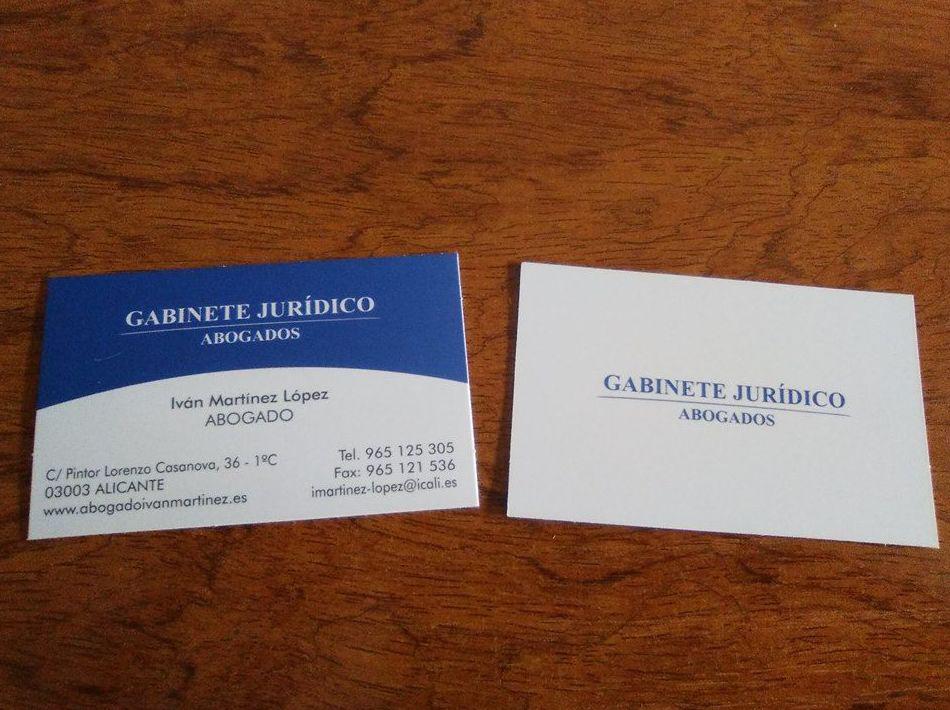 GABINETE JURÍDICO
ABOGADOS
Iván Martínez López
ABOGADO
C/ Pintor Lorenzo Casanova, 36 - 1ºC
03003 ALICANTE
www.abogadoivanmartinez.es
Tel. 965 125 305
Fax: 965 121 536
imartinez-lopez@icali.es
GABINETE JURÍDICO
ABOGADOS